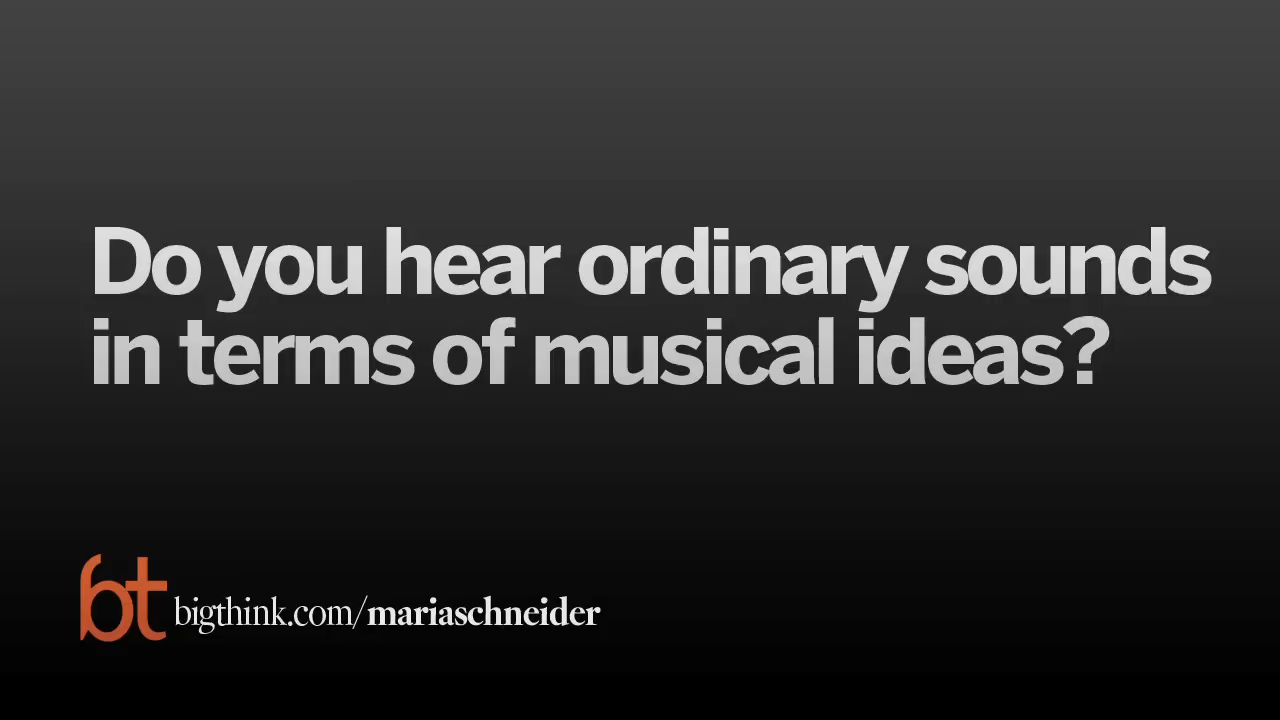 Do you hear ordinary sounds
in terms of musical ideas?
bt bigthink.com/mariaschneider